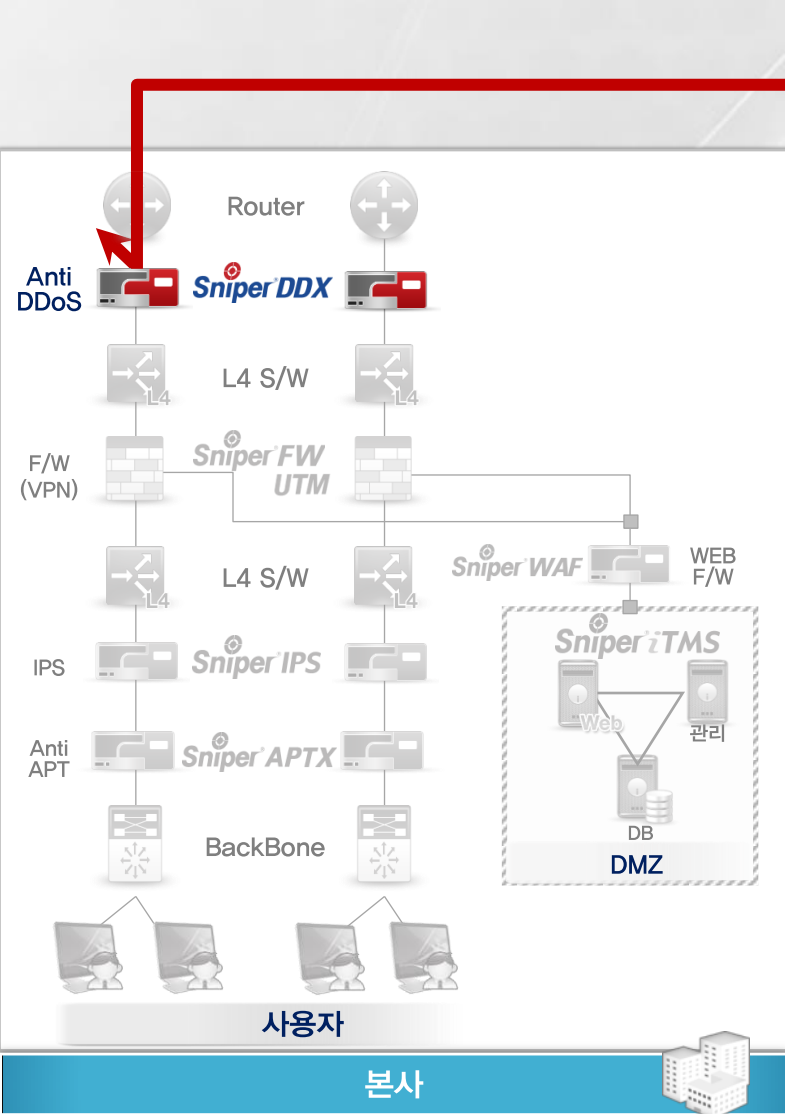 Router
Anti
DDoS
Sniper DDX
L4 S/W
L4
L4
F/W
(VPN)
Sniper FW
UTM
L4 S/W
L4
L4
Sniper WAF
WEB
F/W
IPS
Sniper IPS
Sniper iTMS
Web
관리
Anti
APT
Sniper APTX
DB
BackBone
DMZ
사용자
본사